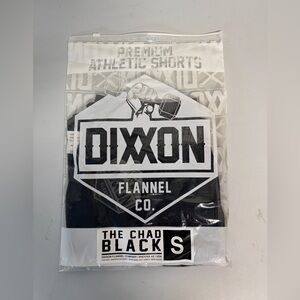 PREMIUM
ATHLETIC SHORTS
DIXXON
FLANNEL
CO.
THE CHAD
BLACK
S